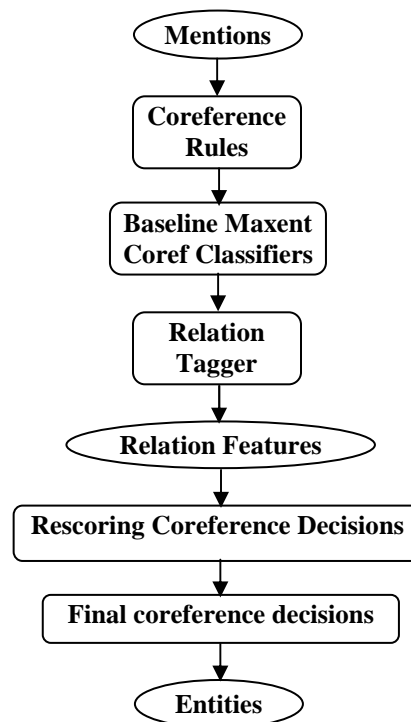 Mentions
Coreference
Rules
Baseline Maxent
Coref Classifiers
Relation
Tagger
Relation Features
Rescoring Coreference Decisions
Final coreference decisions
Entities